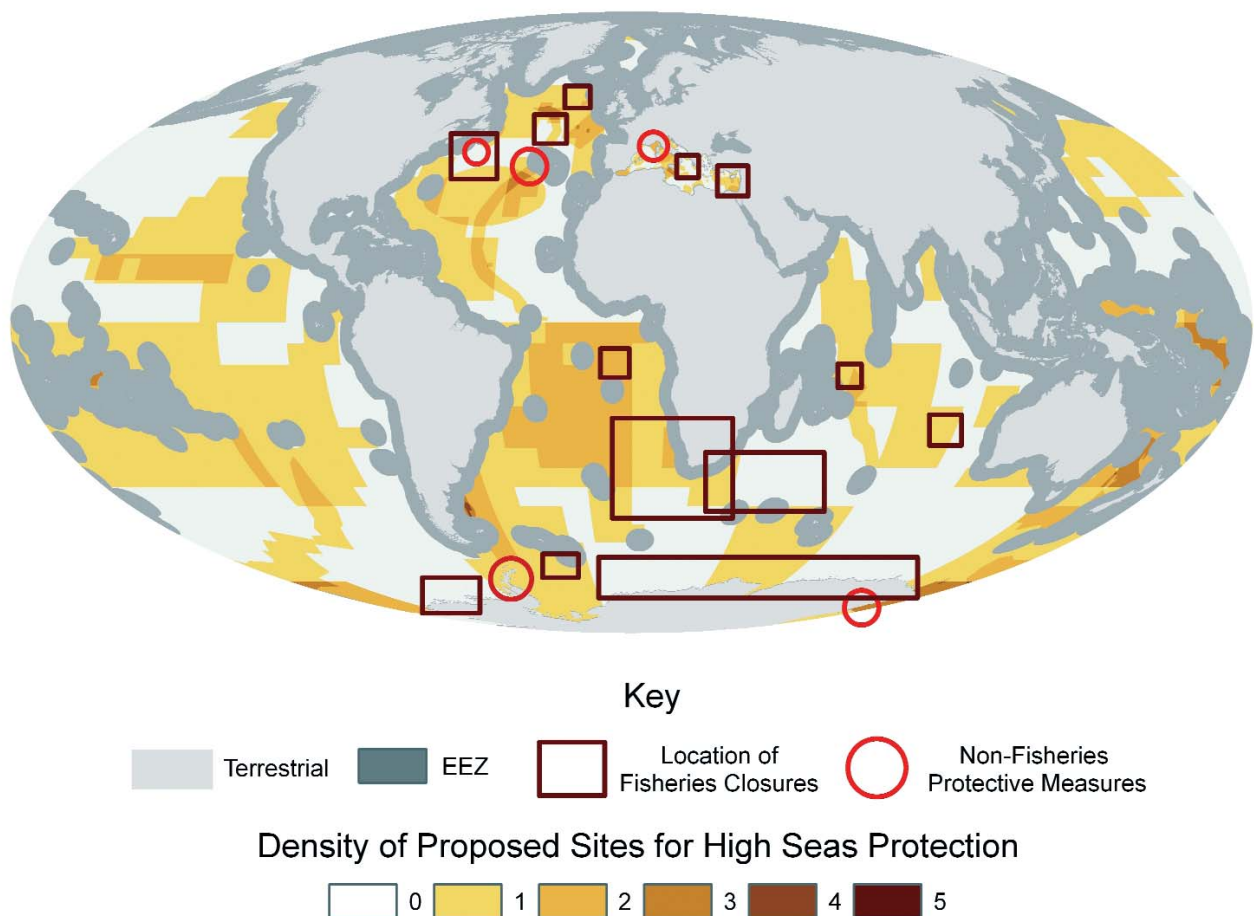 Key
Terrestrial
EEZ
Location of
Fisheries Closures
Non-Fisheries
Protective Measures
Density of Proposed Sites for High Seas Protection
0 1 2 3 4 5